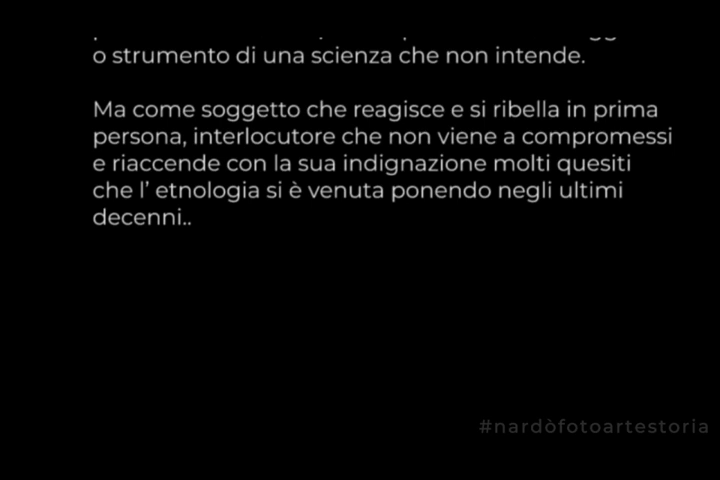 o strumento di una scienza che non intende.
Ma come soggetto che reagisce e si ribella in prima
persona, interlocutore che non viene a compromessi
e riaccende con la sua indignazione molti quesiti
che l’ etnologia si è venuta ponendo negli ultimi
decenni..
#nardòfotoartestoria